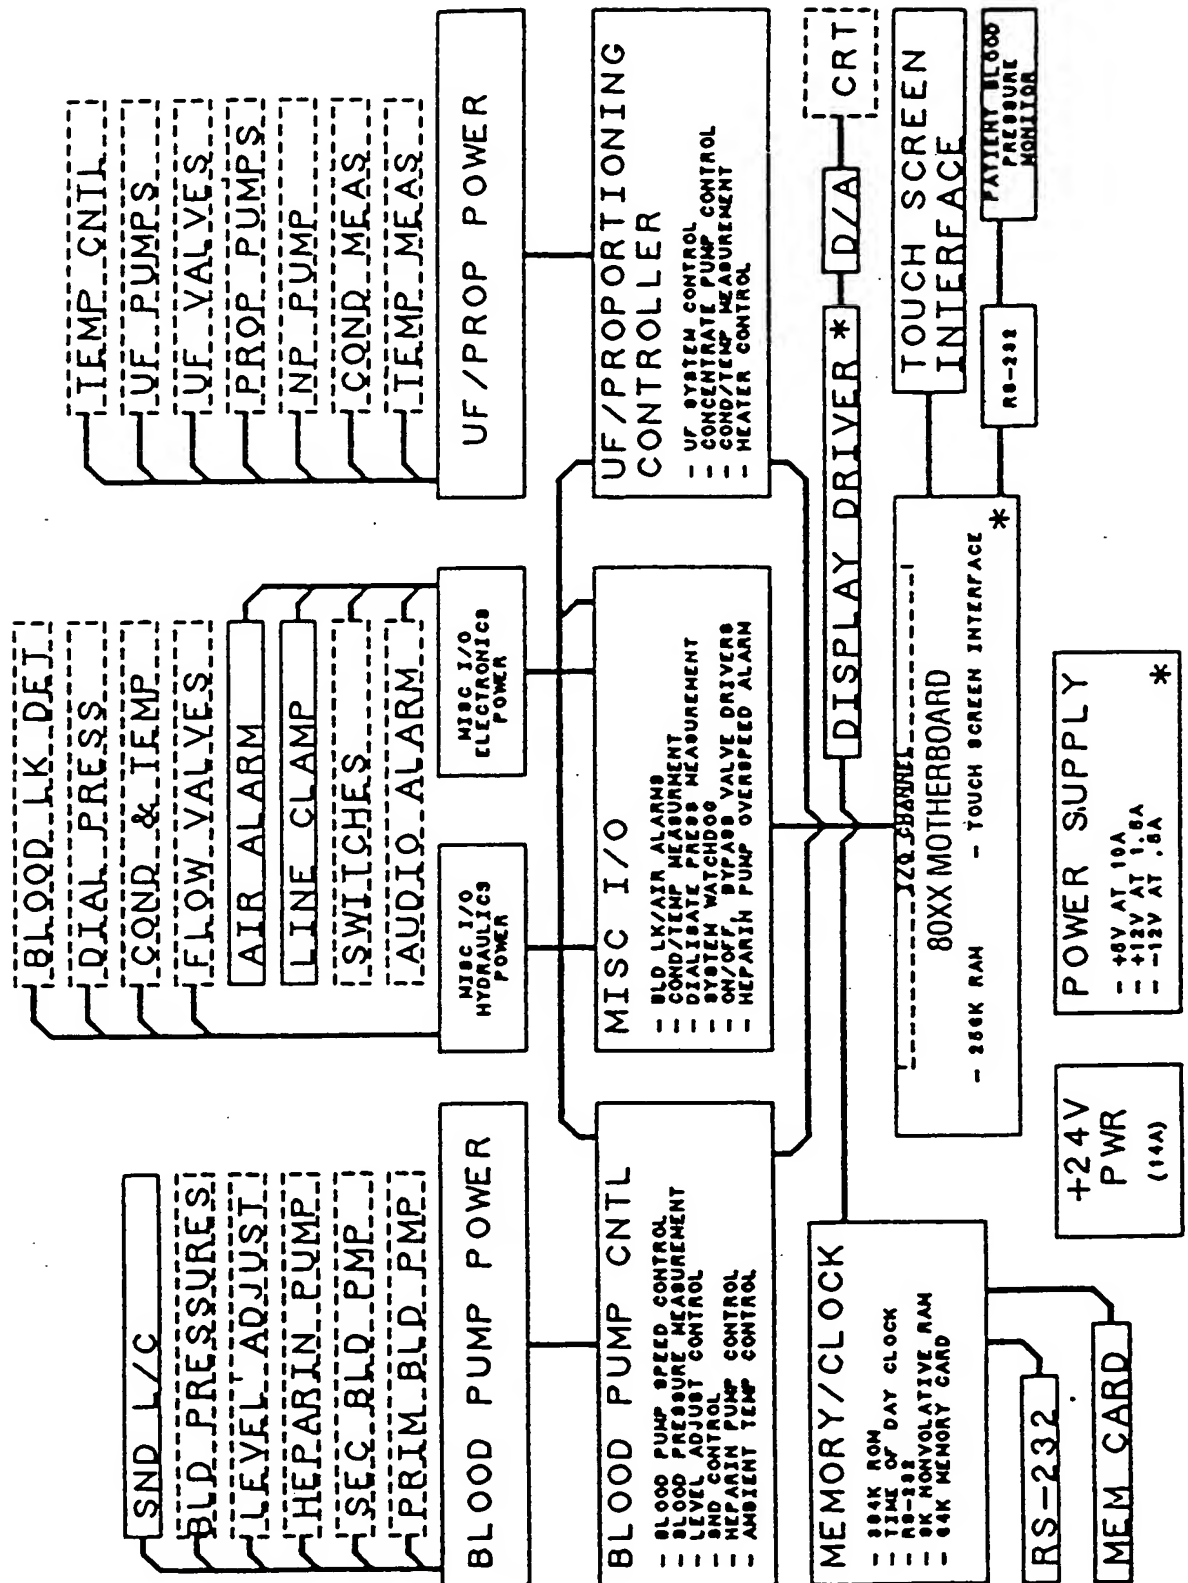 SND L/C
BLD PRESSURES
LEVEL ADJUST
HEPARIN PUMP
SEC BLD PMP
PRIM BLD PMP
BLOOD PUMP POWER
BLOOD LK DET
DIAL PRESS
COND & TEMP
FLOW VALVES
AIR ALARM
LINE CLAMP
SWITCHES
AUDIO ALARM
MISC I/O
HYDRAULICS
POWER
MISC I/O
ELECTRONICS
POWER
TEMP CNTL
UF PUMPS
UF VALVES
PROP PUMPS
NP PUMP
COND MEAS
TEMP MEAS
UF/PROP POWER
BLOOD PUMP CNTL
- BLOOD PUMP SPEED CONTROL
- BLOOD PRESSURE MEASUREMENT
- LEVEL ADJUST CONTROL
- SND CONTROL
- HEPARIN PUMP CONTROL
- AMBIENT TEMP CONTROL
MISC I/O
- BLD LK/AIR ALARMS
- COND/TEMP MEASURMENT
- DIALISATE PRESS MEASUREMENT
- SYSTEM WATCHDOG
- ON/OFF, BYPASS VALVE DRIVERS
- HEPARIN PUMP OVERSPEED ALARM
UF/PROPORTIONING
CONTROLLER
- UF SYSTEM CONTROL
- CONCENTRATE PUMP CONTROL
- COND/TEMP MEASUREMENT
- HEATER CONTROL
MEMORY/CLOCK
- 384K ROM
- TIME OF DAY CLOCK
- RS-232
- 8K NONVOLATIVE RAM
- 64K MEMORY CARD
DISPLAY DRIVER *
D/A
CRT
I/O CHANNEL
80XX MOTHERBOARD
- 256K RAM
- TOUCH SCREEN INTERFACE
*
TOUCH SCREEN
INTERFACE
RS-232
PATIENT BLOOD
PRESSURE
MONITOR
RS-232
MEM CARD
+24V
PWR
(14A)
POWER SUPPLY
- +5V AT 10A
- +12V AT 1.5A
- -12V AT .5A
*